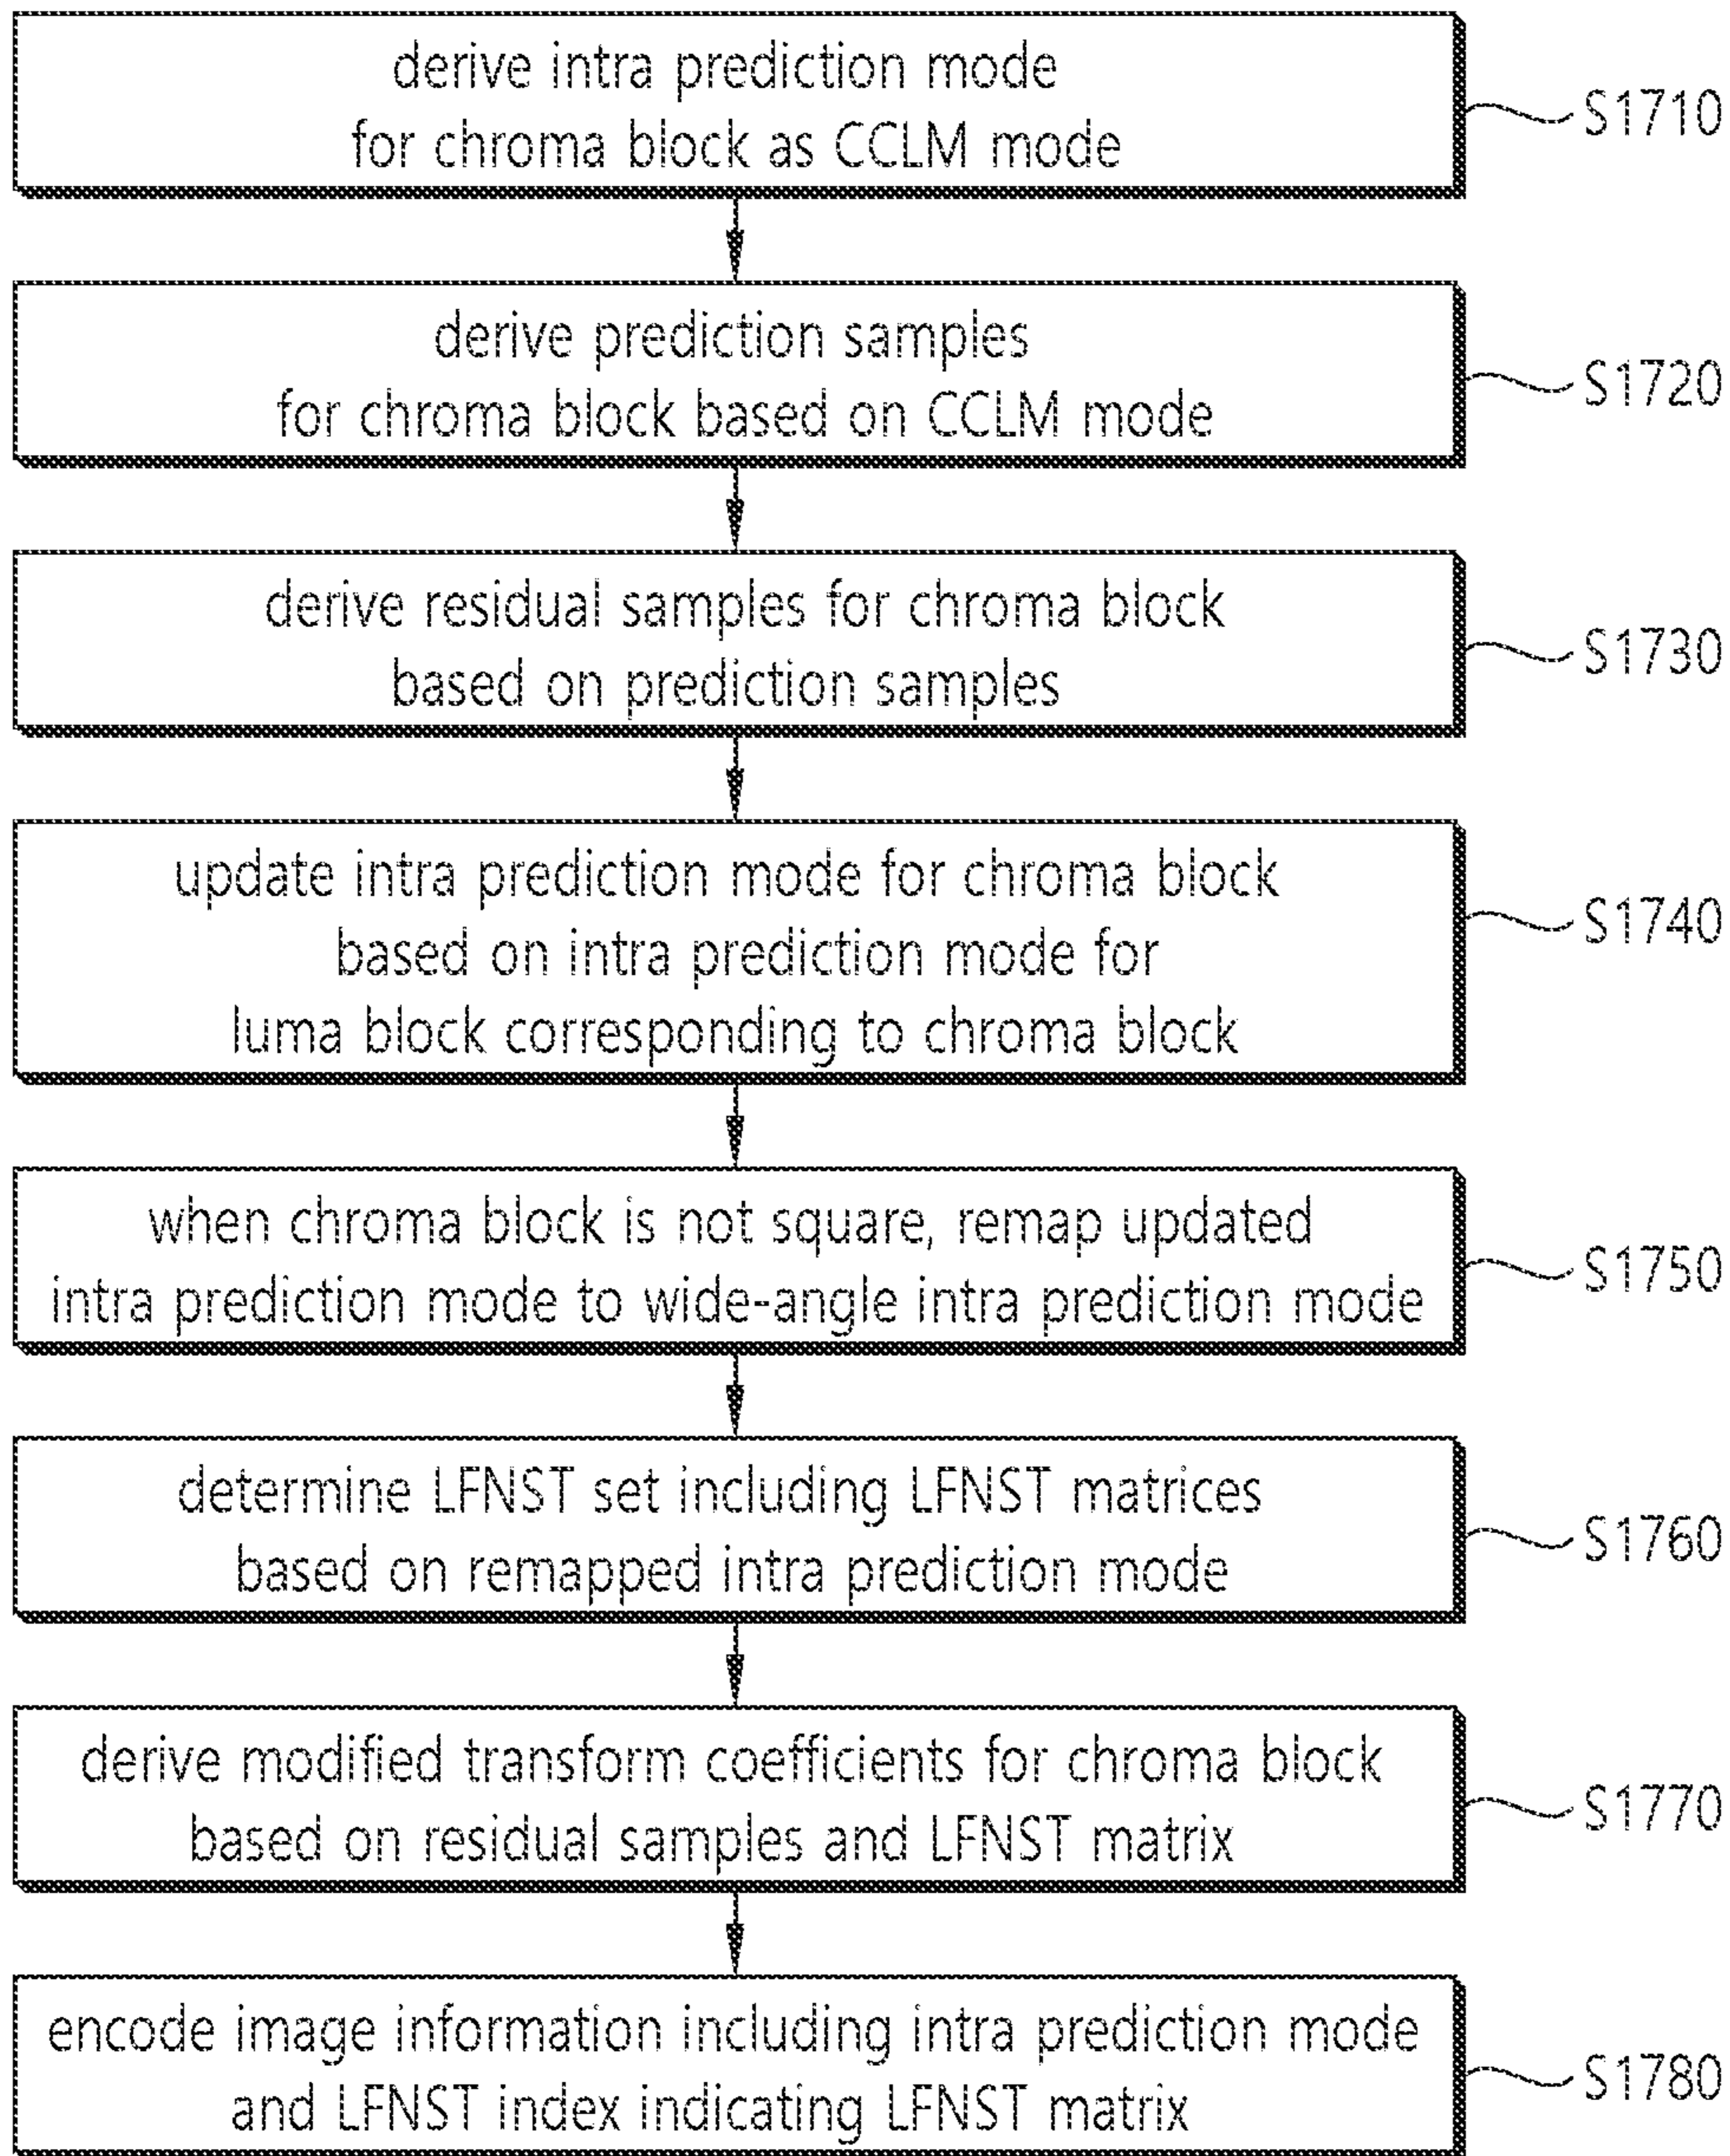 derive intra prediction mode
for chroma block as CCLM mode
S1710
derive prediction samples
for chroma block based on CCLM mode
S1720
derive residual samples for chroma block
based on prediction samples
S1730
update intra prediction mode for chroma block
based on intra prediction mode for
luma block corresponding to chroma block
S1740
when chroma block is not square, remap updated
intra prediction mode to wide-angle intra prediction mode
S1750
determine LFNST set including LFNST matrices
based on remapped intra prediction mode
S1760
derive modified transform coefficients for chroma block
based on residual samples and LFNST matrix
S1770
encode image information including intra prediction mode
and LFNST index indicating LFNST matrix
S1780